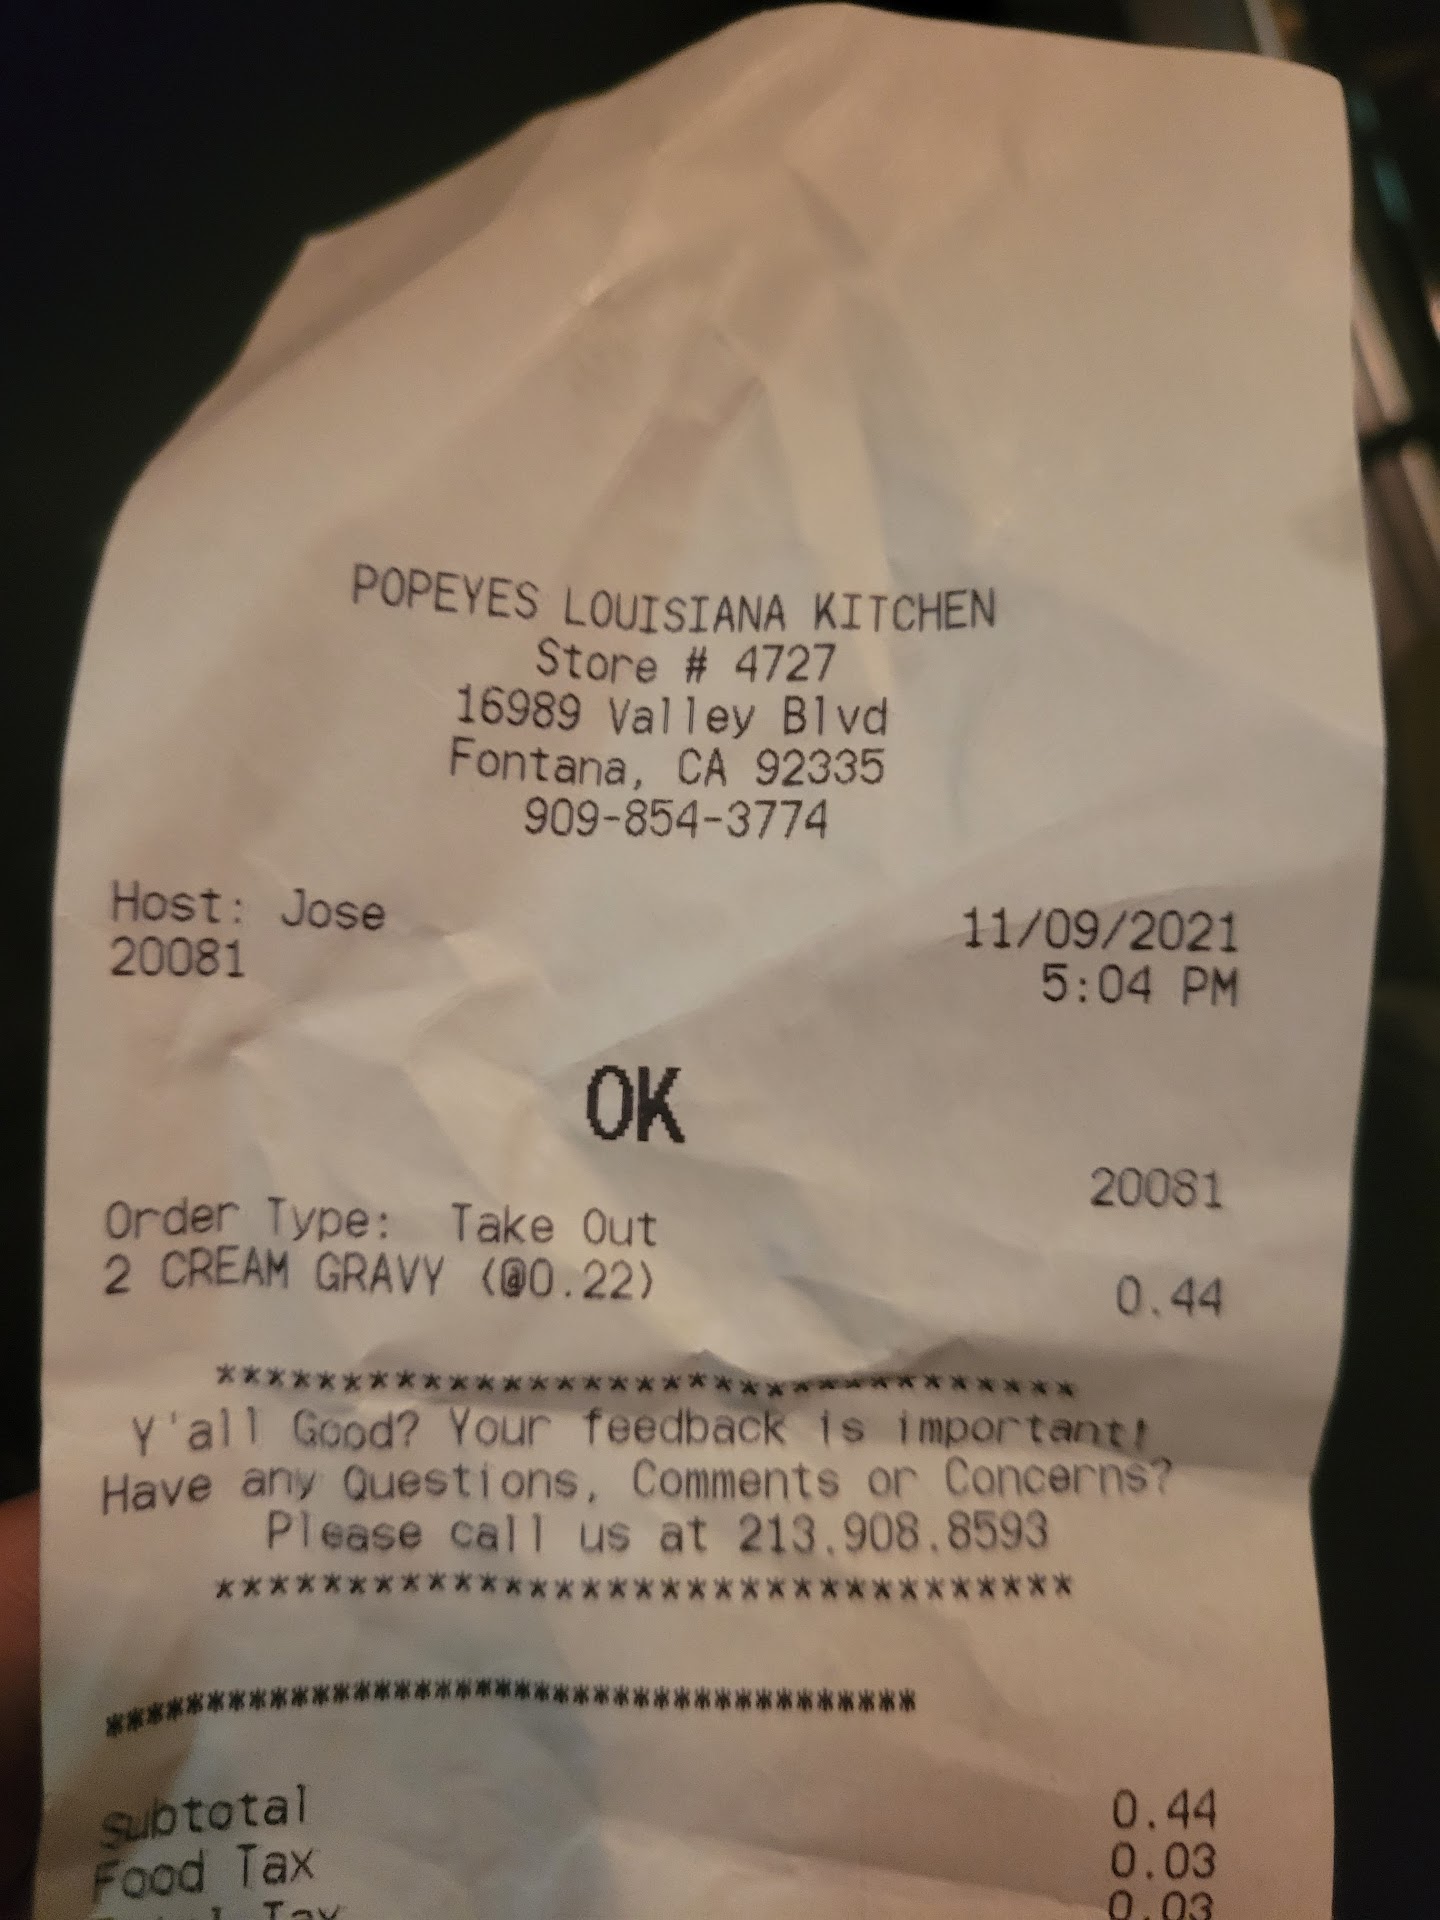 POPEYES LOUISIANA KITCHEN
Store # 4727
16989 Valley Blvd
Fontana, CA 92335
909-854-3774
Host: Jose 11/09/2021
20081 5:04 PM
OK
20081
Order Type: Take Out
2 CREAM GRAVY (@0.22) 0.44
*********************************
Y'all Good? Your feedback is important!
Have any Questions, Comments or Concerns?
Please call us at 213.908.8593
*********************************
****************************************
Subtotal 0.44
Food Tax 0.03
Tax 0.03